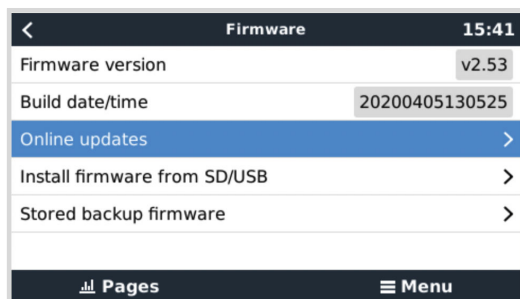 Firmware 15:41
Firmware version v2.53
Build date/time 20200405130525
Online updates
Install firmware from SD/USB
Stored backup firmware
Pages Menu